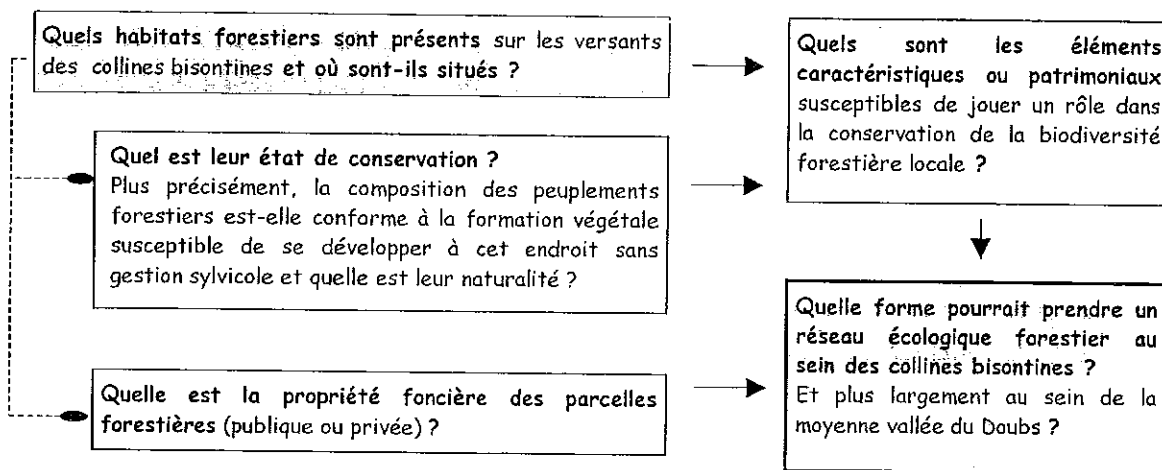 Quels habitats forestiers sont présents sur les versants
des collines bisontines et où sont-ils situés ?
Quel est leur état de conservation ?
Plus précisément, la composition des peuplements
forestiers est-elle conforme à la formation végétale
susceptible de se développer à cet endroit sans
gestion sylvicole et quelle est leur naturalité ?
Quelle est la propriété foncière des parcelles
forestières (publique ou privée) ?
Quels sont les éléments
caractéristiques ou patrimoniaux
susceptibles de jouer un rôle dans
la conservation de la biodiversité
forestière locale ?
Quelle forme pourrait prendre un
réseau écologique forestier au
sein des collines bisontines ?
Et plus largement au sein de la
moyenne vallée du Doubs ?